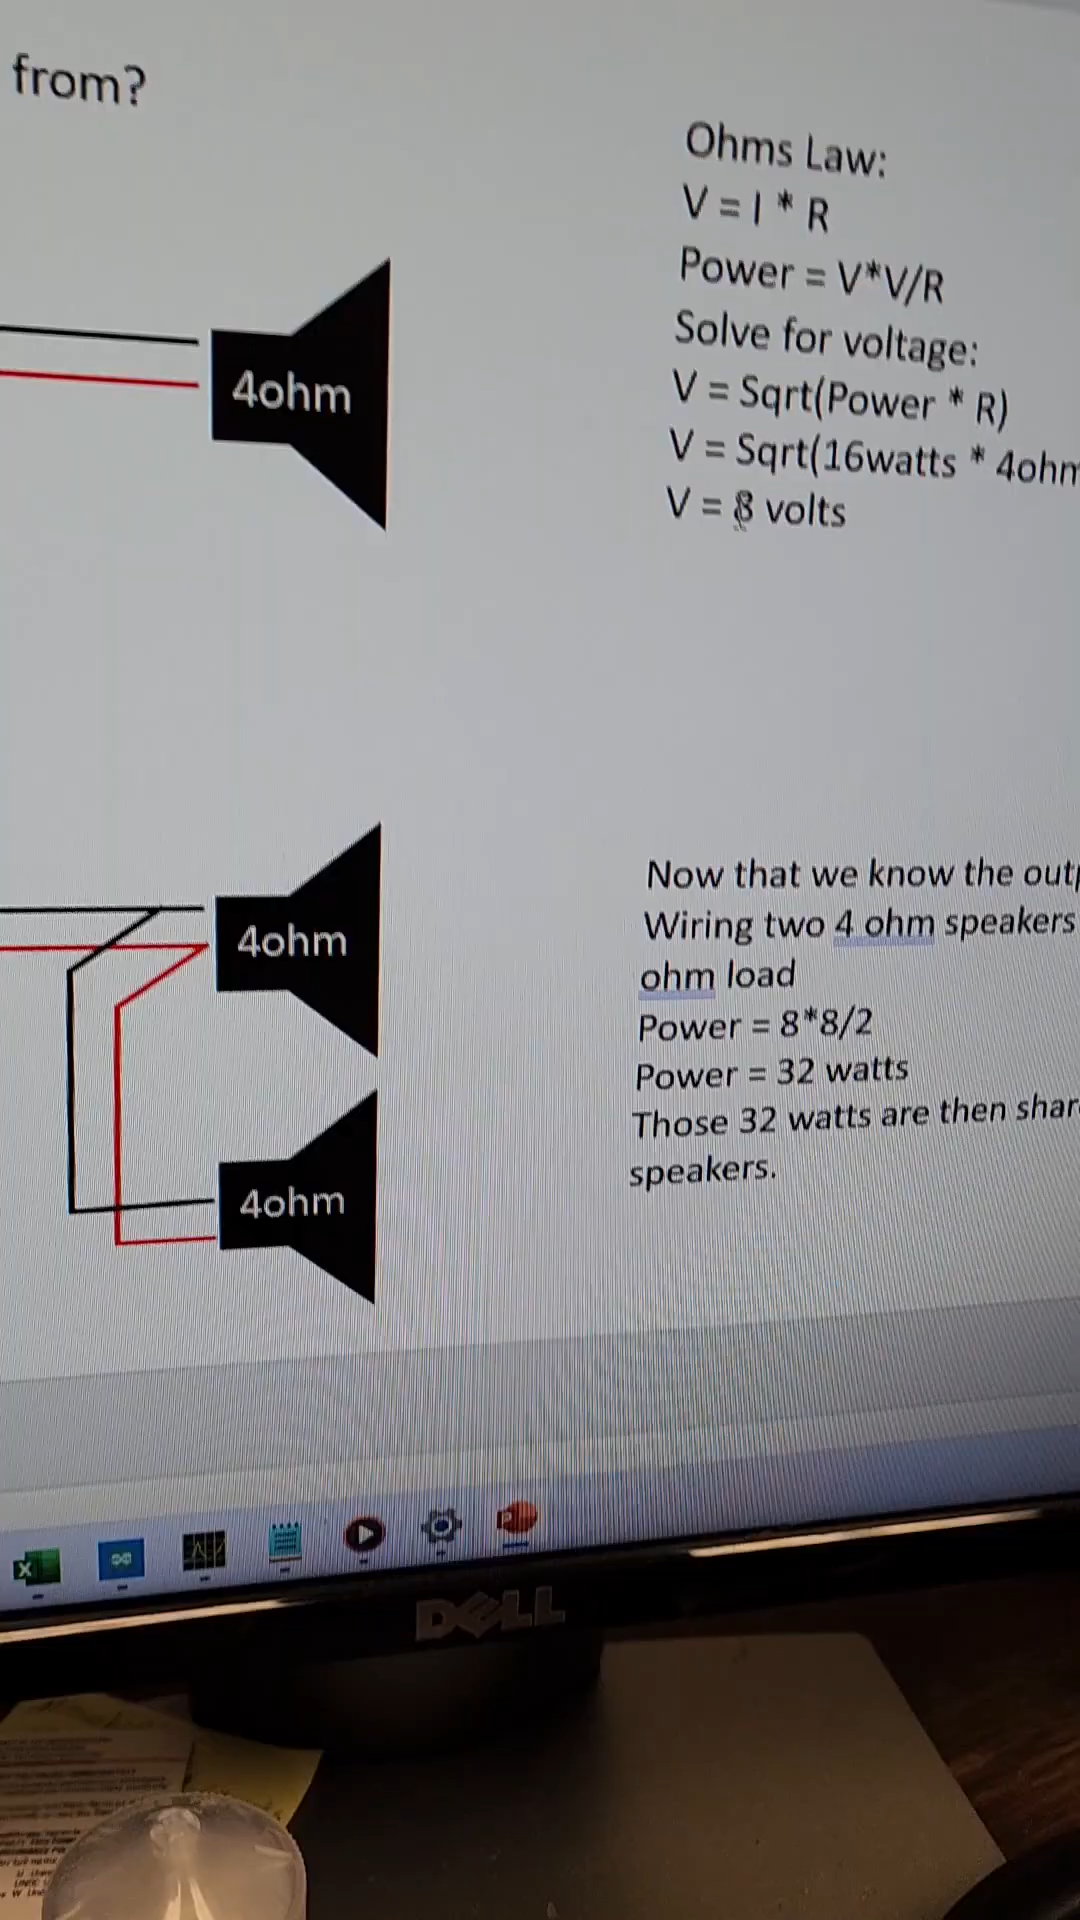 from?
Ohms Law:
V = I * R
Power = V*V/R
Solve for voltage:
V = Sqrt(Power * R)
V = Sqrt(16watts * 4ohm
V = 8 volts
4ohm
Now that we know the
Wiring two 4 ohm speakers
ohm load
Power = 8*8/2
Power = 32 watts
Those 32 watts are then
speakers.
4ohm
4ohm
DELL